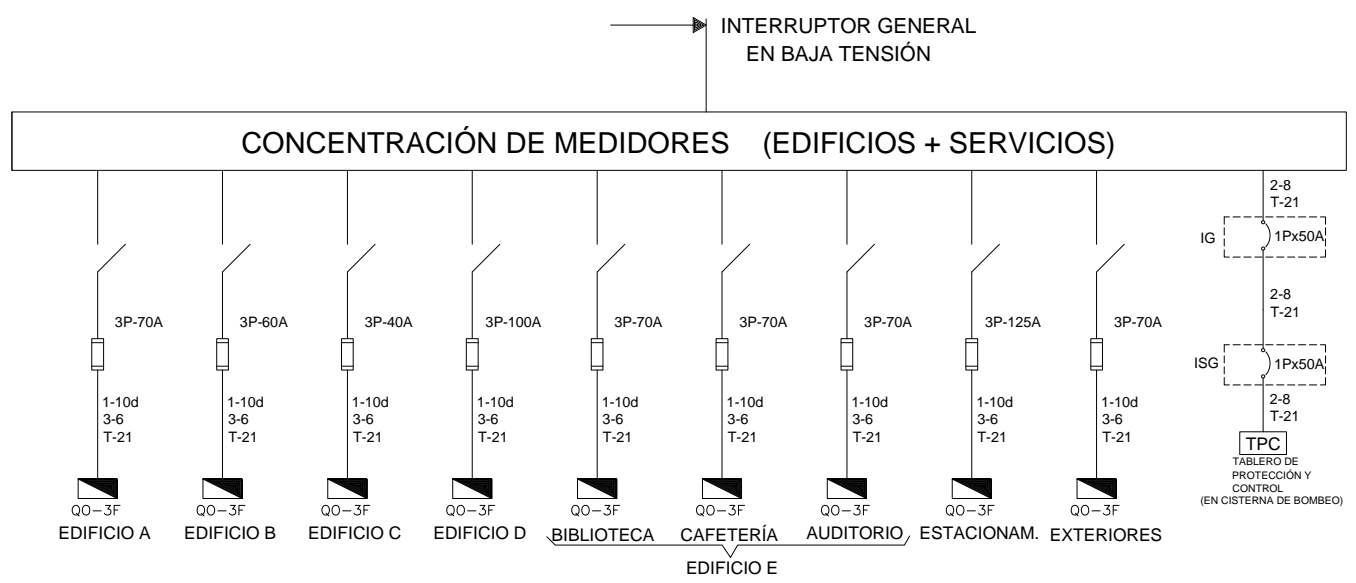 INTERRUPTOR GENERAL
EN BAJA TENSIÓN
CONCENTRACIÓN DE MEDIDORES (EDIFICIOS + SERVICIOS)
2-8
T-21
IG
1Px50A
2-8
T-21
ISG
1Px50A
2-8
T-21
TPC
TABLERO DE
PROTECCIÓN Y
CONTROL
(EN CISTERNA DE BOMBEO)
3P-70A
3P-60A
3P-40A
3P-100A
3P-70A
3P-70A
3P-70A
3P-125A
3P-70A
1-10d
3-6
T-21
1-10d
3-6
T-21
1-10d
3-6
T-21
1-10d
3-6
T-21
1-10d
3-6
T-21
1-10d
3-6
T-21
1-10d
3-6
T-21
1-10d
3-6
T-21
1-10d
3-6
T-21
QO-3F
EDIFICIO A
QO-3F
EDIFICIO B
QO-3F
EDIFICIO C
QO-3F
EDIFICIO D
QO-3F
BIBLIOTECA
QO-3F
CAFETERÍA
QO-3F
AUDITORIO
QO-3F
ESTACIONAM.
QO-3F
EXTERIORES
EDIFICIO E